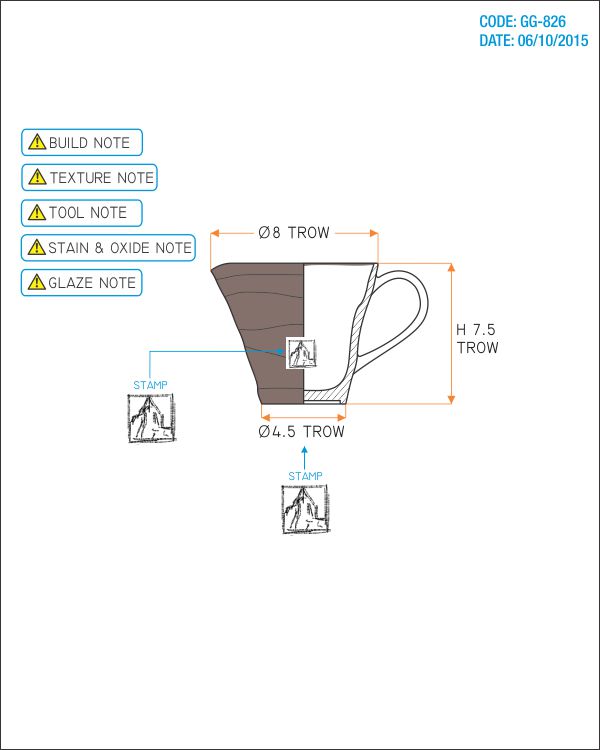 CODE: GG-826
DATE: 06/10/2015
BUILD NOTE
TEXTURE NOTE
TOOL NOTE
STAIN & OXIDE NOTE
GLAZE NOTE
Ø8 TROW
H 7.5
TROW
STAMP
Ø4.5 TROW
STAMP